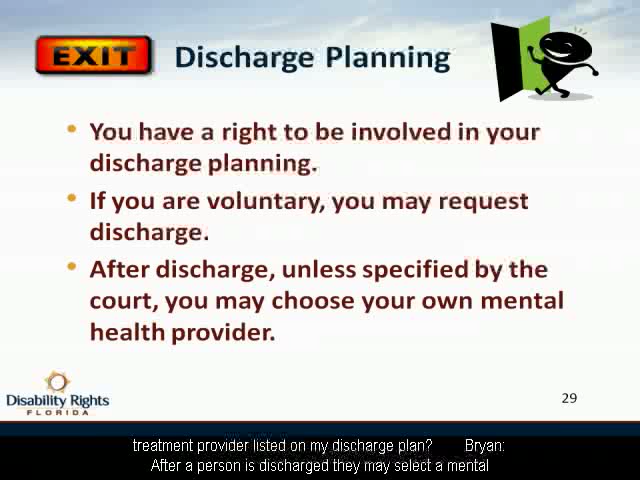 EXIT Discharge Planning
• You have a right to be involved in your
discharge planning.
• If you are voluntary, you may request
discharge.
• After discharge, unless specified by the
court, you may choose your own mental
health provider.
Disability Rights
FLORIDA
29
treatment provider listed on my discharge plan? Bryan:
After a person is discharged they may select a mental